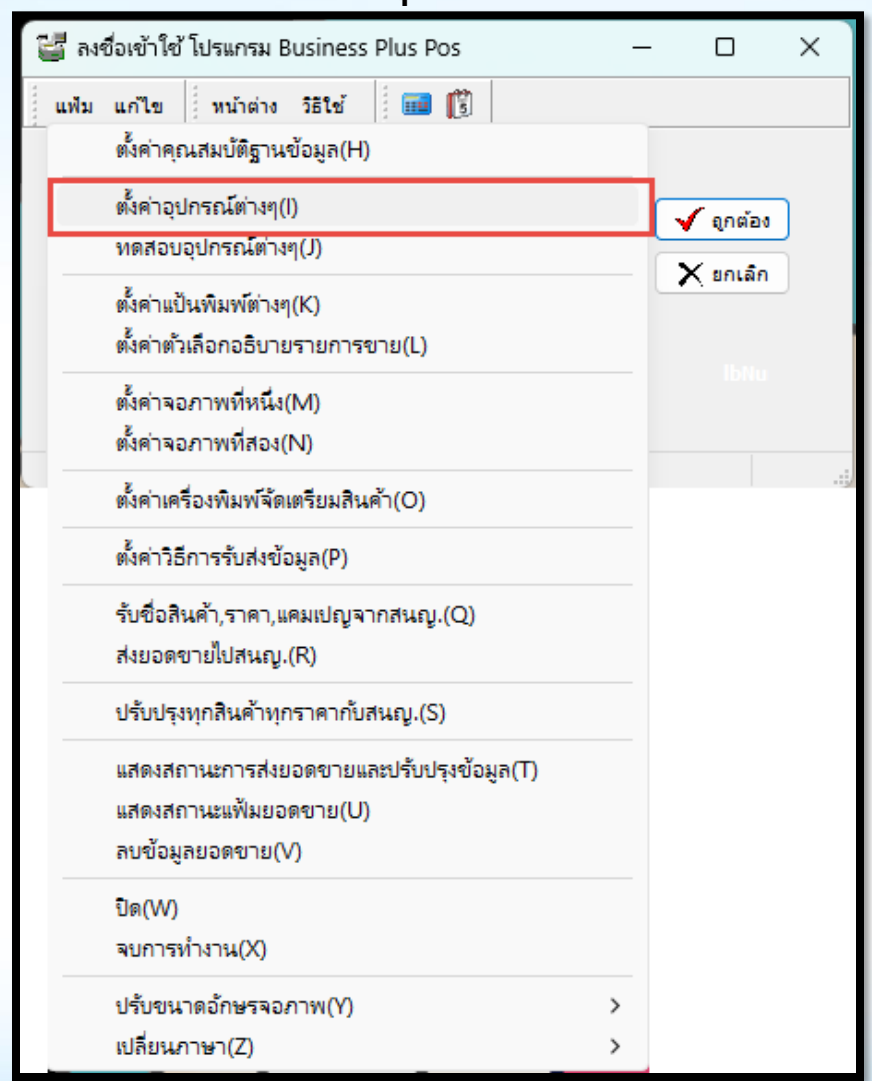 ลงชื่อเข้าใช้ โปรแกรม Business Plus Pos
แฟ้ม แก้ไข หน้าต่าง วิธีใช้
ตั้งค่าคุณสมบัติฐานข้อมูล(H)
ตั้งค่าอุปกรณ์ต่างๆ(I)
ถูกต้อง
ทดสอบอุปกรณ์ต่างๆ(J)
ยกเลิก
ตั้งค่าแป้นพิมพ์ต่างๆ(K)
ตั้งค่าตัวเลือกอธิบายรายการขาย(L)
lbNu
ตั้งค่าจอภาพที่หนึ่ง(M)
ตั้งค่าจอภาพที่สอง(N)
ตั้งค่าเครื่องพิมพ์จัดเตรียมสินค้า(O)
ตั้งค่าวิธีการรับส่งข้อมูล(P)
รับชื่อสินค้า,ราคา,แคมเปญจากสนญ.(Q)
ส่งยอดขายไปสนญ.(R)
ปรับปรุงทุกสินค้าทุกราคากับสนญ.(S)
แสดงสถานะการส่งยอดขายและปรับปรุงข้อมูล(T)
แสดงสถานะแฟ้มยอดขาย(U)
ลบข้อมูลยอดขาย(V)
ปิด(W)
จบการทำงาน(X)
ปรับขนาดอักษรจอภาพ(Y)
เปลี่ยนภาษา(Z)